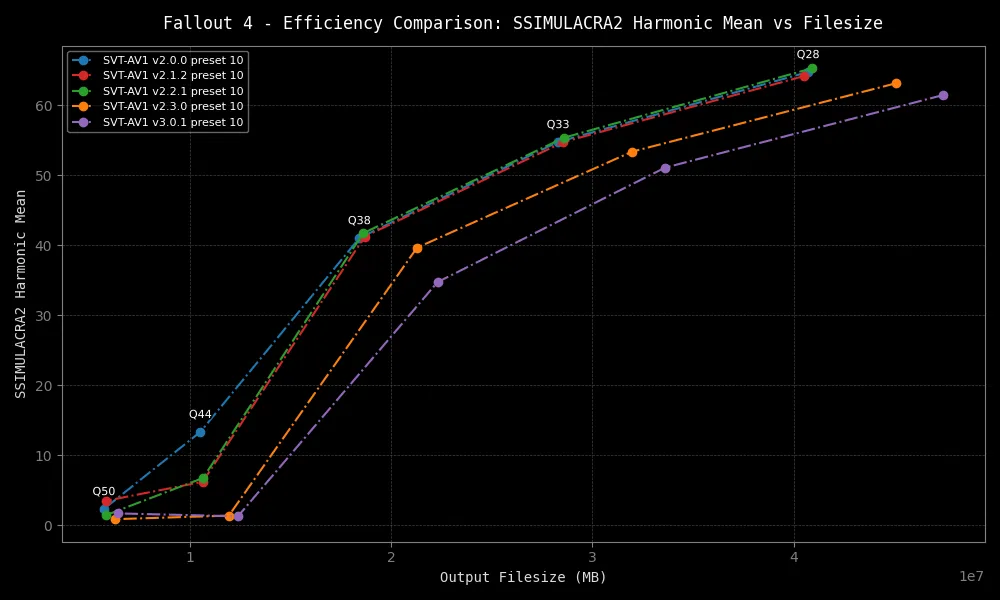 Fallout 4 - Efficiency Comparison: SSIMULACRA2 Harmonic Mean vs Filesize
SVT-AV1 v2.0.0 preset 10
SVT-AV1 v2.1.2 preset 10
SVT-AV1 v2.2.1 preset 10
SVT-AV1 v2.3.0 preset 10
SVT-AV1 v3.0.1 preset 10
Q28
Q33
Q38
Q44
Q50
SSIMULACRA2 Harmonic Mean
60
50
40
30
20
10
0
1
2
3
4
1e7
Output Filesize (MB)